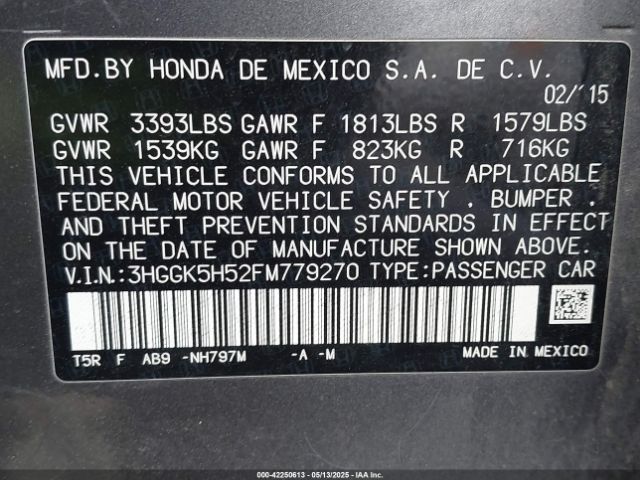 MFD.BY HONDA DE MEXICO S.A. DE C.V.
02/'15
GVWR 3393LBS GAWR F 1813LBS R 1579LBS
GVWR 1539KG GAWR F 823KG R 716KG
THIS VEHICLE CONFORMS TO ALL APPLICABLE
FEDERAL MOTOR VEHICLE SAFETY , BUMPER ,
AND THEFT PREVENTION STANDARDS IN EFFECT
ON THE DATE OF MANUFACTURE SHOWN ABOVE.
V.I.N.:3HGGK5H52FM779270 TYPE:PASSENGER CAR
T5R F AB9 -NH797M -A -M MADE IN MEXICO
000-42250613 - 05/13/2025 - IAAI.COM